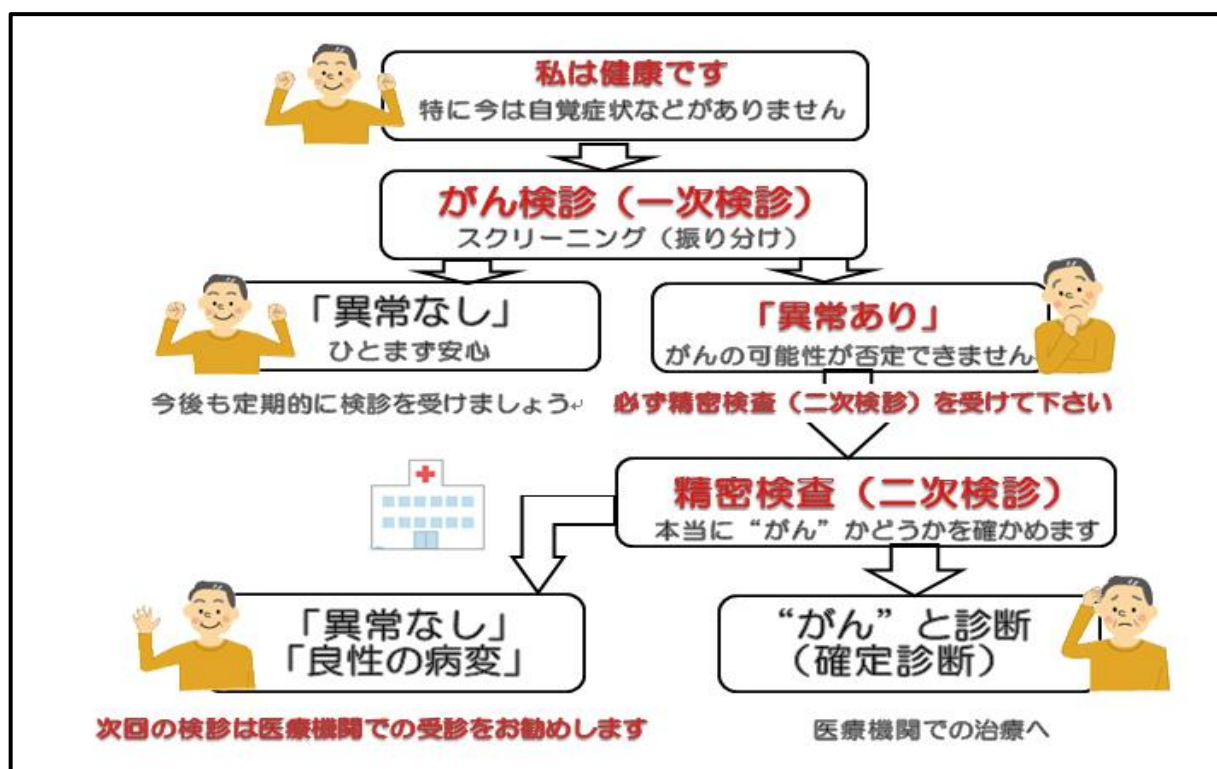 私は健康です
特に今は自覚症状などがありません
がん検診（一次検診）
スクリーニング（振り分け）
「異常なし」
ひとまず安心
今後も定期的に検診を受けましょう↵
「異常あり」
がんの可能性が否定できません
必ず精密検査（二次検診）を受けて下さい
精密検査（二次検診）
本当に“がん”かどうかを確かめます
「異常なし」
「良性の病変」
次回の検診は医療機関での受診をお勧めします
“がん”と診断
（確定診断）
医療機関での治療へ